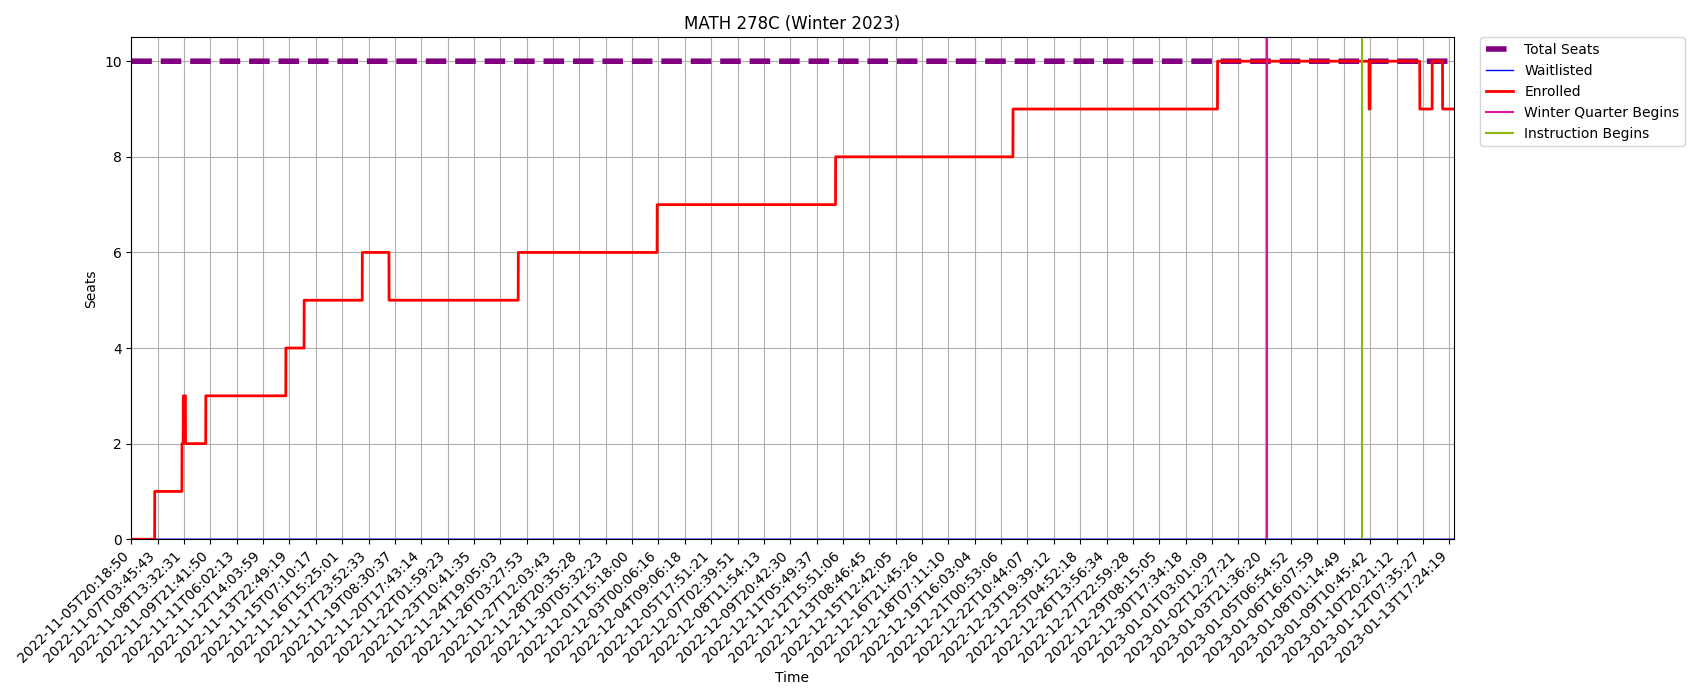 MATH 278C (Winter 2023)
Total Seats
Waitlisted
Enrolled
Winter Quarter Begins
Instruction Begins
Seats
10
8
6
4
2
0
2022-11-05T20:18:50
2022-11-07T03:45:43
2022-11-08T13:32:31
2022-11-09T21:41:50
2022-11-11T06:02:13
2022-11-12T14:03:59
2022-11-13T22:49:19
2022-11-15T07:10:17
2022-11-16T15:25:01
2022-11-17T23:52:33
2022-11-19T08:30:37
2022-11-20T17:43:14
2022-11-22T01:59:23
2022-11-23T10:41:35
2022-11-24T19:05:03
2022-11-26T03:27:53
2022-11-27T12:03:43
2022-11-28T20:35:28
2022-11-30T05:32:23
2022-12-01T15:18:00
2022-12-03T00:06:16
2022-12-04T09:06:18
2022-12-05T17:51:21
2022-12-07T02:39:51
2022-12-08T11:54:13
2022-12-09T20:42:30
2022-12-11T05:49:37
2022-12-12T15:51:06
2022-12-13T08:46:45
2022-12-15T12:42:05
2022-12-16T21:45:26
2022-12-18T07:11:10
2022-12-19T16:03:04
2022-12-21T00:53:06
2022-12-22T10:44:07
2022-12-23T19:39:12
2022-12-25T04:52:18
2022-12-26T13:56:34
2022-12-27T22:59:28
2022-12-29T08:15:05
2022-12-30T17:34:18
2023-01-01T03:01:09
2023-01-02T12:27:21
2023-01-03T21:36:20
2023-01-05T06:54:52
2023-01-06T16:07:59
2023-01-08T01:14:49
2023-01-09T10:45:42
2023-01-10T20:21:12
2023-01-12T07:35:27
2023-01-13T17:24:19
Time